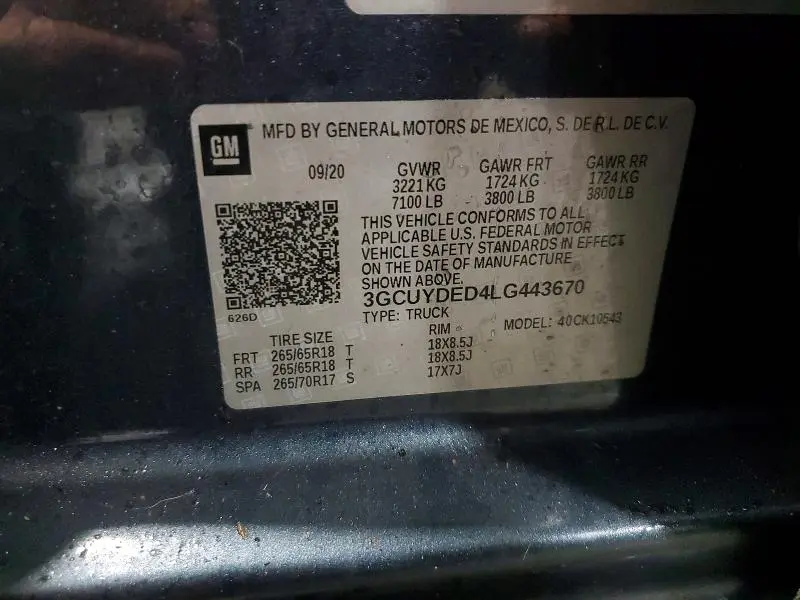 GM MFD BY GENERAL MOTORS DE MEXICO, S. DE R.L. DE C.V.
09/20 GVWR GAWR FRT GAWR RR
3221 KG 1724 KG 1724 KG
7100 LB 3800 LB 3800 LB
THIS VEHICLE CONFORMS TO ALL
APPLICABLE U.S. FEDERAL MOTOR
VEHICLE SAFETY STANDARDS IN EFFECT
ON THE DATE OF MANUFACTURE
SHOWN ABOVE.
626D 3GCUYDED4LG443670
TYPE: TRUCK MODEL: 40CK10543
TIRE SIZE RIM
FRT 265/65R18 T 18X8.5J
RR 265/65R18 T 18X8.5J
SPA 265/70R17 S 17X7J